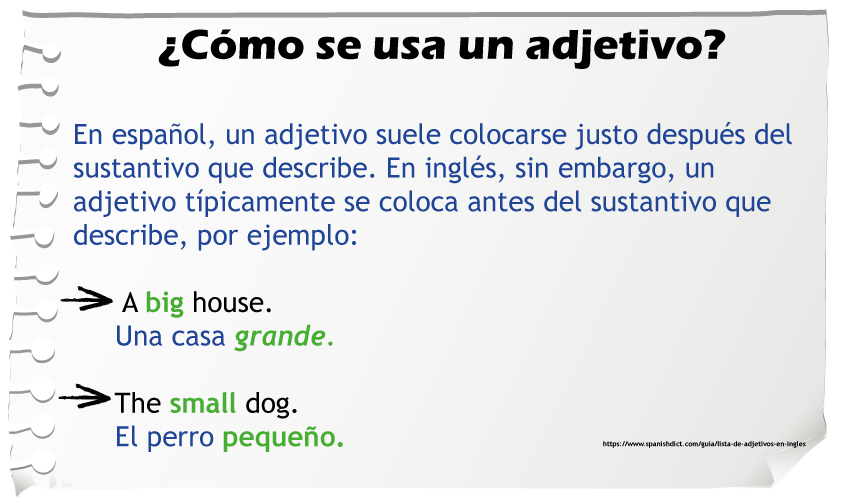 ¿Cómo se usa un adjetivo?
En español, un adjetivo suele colocarse justo después del
sustantivo que describe. En inglés, sin embargo, un
adjetivo típicamente se coloca antes del sustantivo que
describe, por ejemplo:
A big house.
Una casa grande.
The small dog.
El perro pequeño.
https://www.spanishdict.com/guia/lista-de-adjetivos-en-ingles